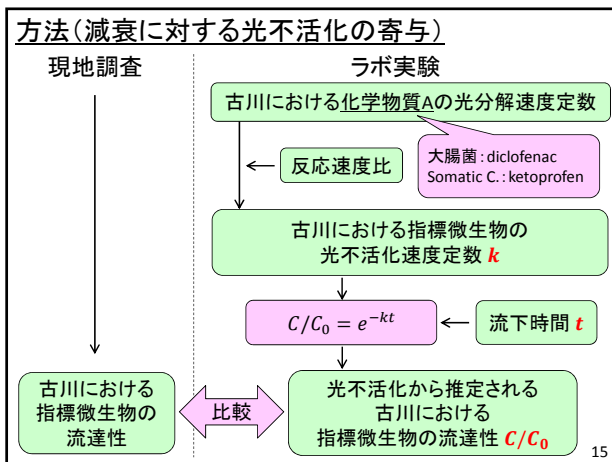 方法（減衰に対する光不活化の寄与）
現地調査
ラボ実験
古川における化学物質Aの光分解速度定数
大腸菌：diclofenac
Somatic C.：ketoprofen
反応速度比
古川における指標微生物の
光不活化速度定数 k
C/C₀ = e^{-kt}
流下時間 t
古川における
指標微生物の
流達性
比較
光不活化から推定される
古川における
指標微生物の流達性 C/C₀
15